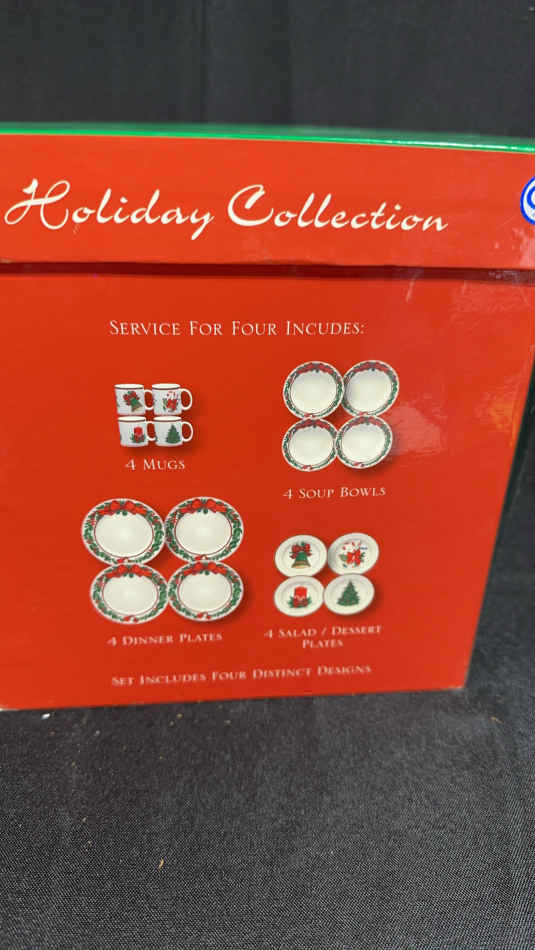 Holiday Collection
Service For Four Incudes:
4 Mugs
4 Soup Bowls
4 Dinner Plates
4 Salad / Dessert
Plates
Set Includes Four Distinct Designs